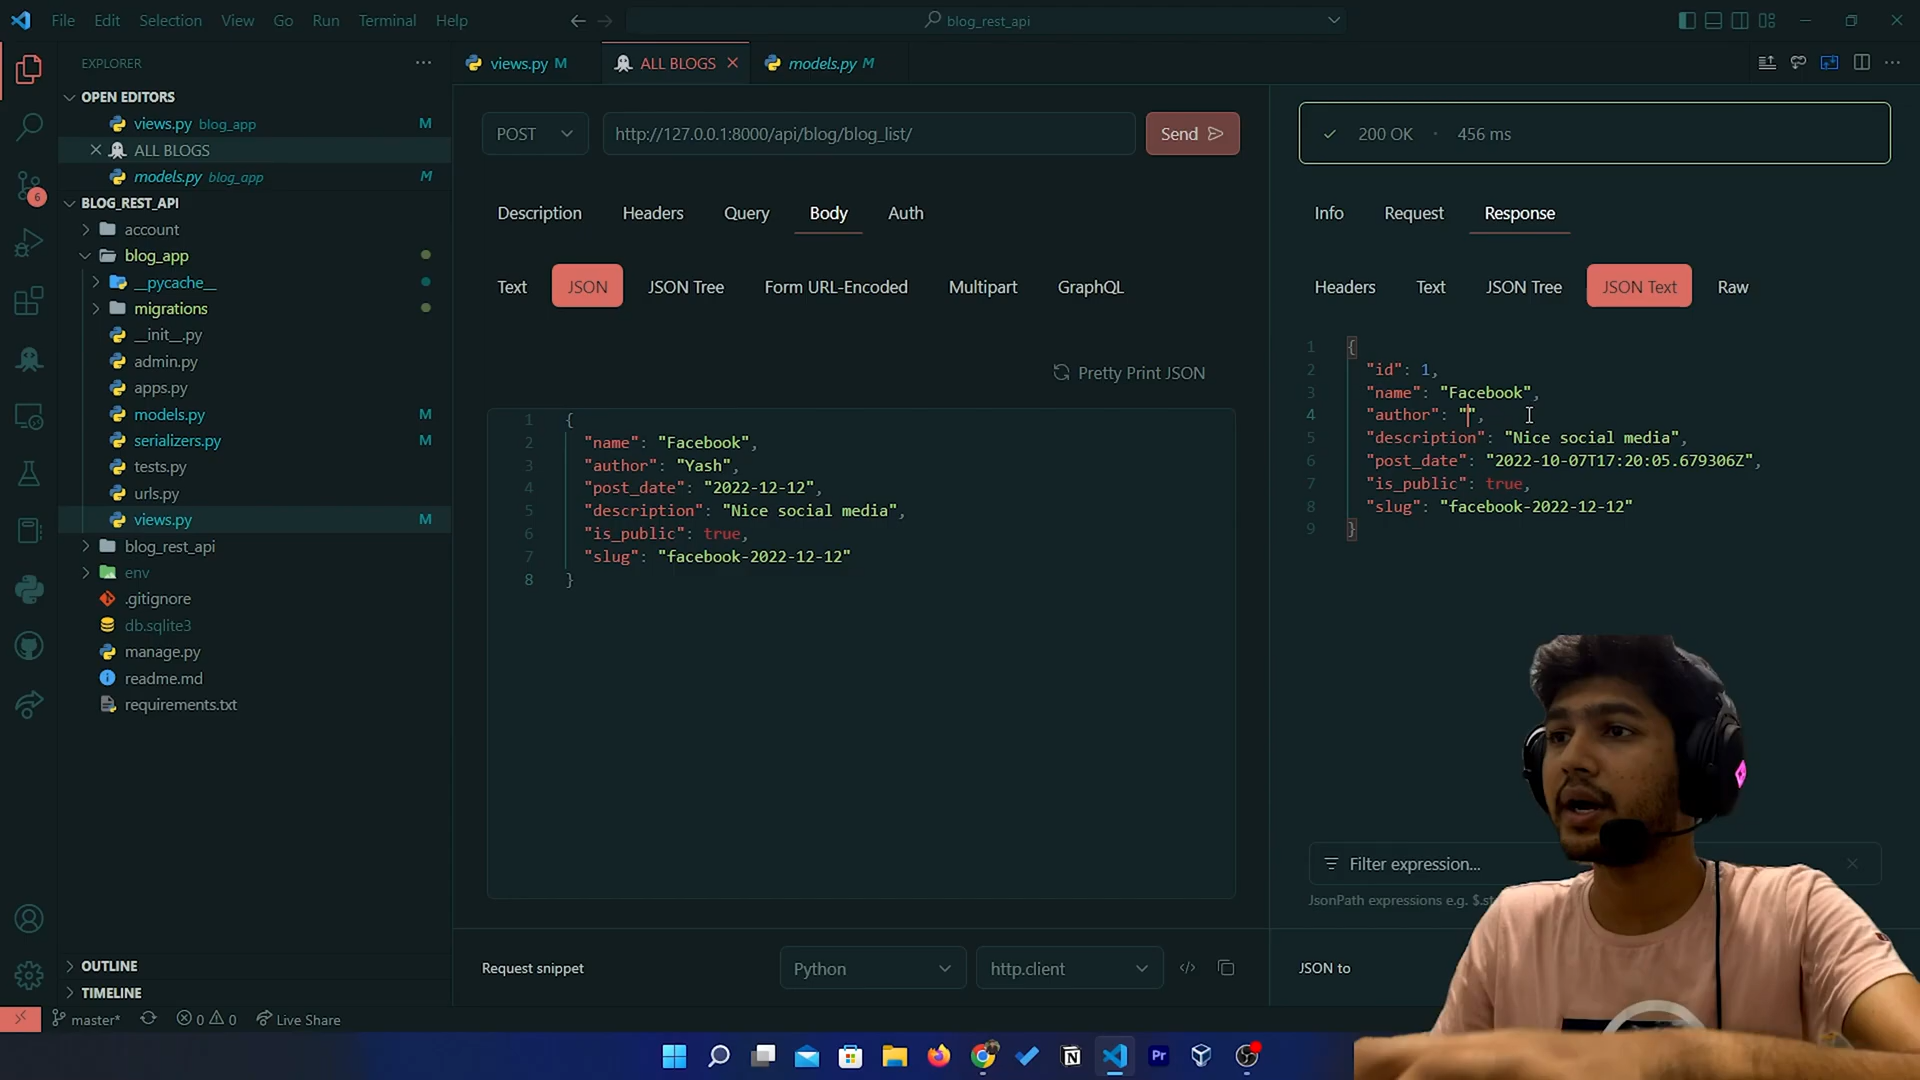 File Edit Selection View Go Run Terminal Help
blog_rest_api
EXPLORER
OPEN EDITORS
views.py blog_app M
ALL BLOGS
models.py blog_app M
BLOG_REST_API
account
blog_app
__pycache__
migrations
__init__.py
admin.py
apps.py
models.py M
serializers.py M
tests.py
urls.py
views.py M
blog_rest_api
env
.gitignore
db.sqlite3
manage.py
readme.md
requirements.txt
OUTLINE
TIMELINE
6
views.py M
ALL BLOGS
models.py M
POST
http://127.0.0.1:8000/api/blog/blog_list/
Send
Description Headers Query Body Auth
Text JSON JSON Tree Form URL-Encoded Multipart GraphQL
Pretty Print JSON
1 {
2 "name": "Facebook",
3 "author": "Yash",
4 "post_date": "2022-12-12",
5 "description": "Nice social media",
6 "is_public": true,
7 "slug": "facebook-2022-12-12"
8 }
Request snippet
Python
http.client
200 OK · 456 ms
Info Request Response
Headers Text JSON Tree JSON Text Raw
1 {
2 "id": 1,
3 "name": "Facebook",
4 "author": "",
5 "description": "Nice social media",
6 "post_date": "2022-10-07T17:20:05.679306Z",
7 "is_public": true,
8 "slug": "facebook-2022-12-12"
9 }
Filter expression...
JsonPath expressions e.g.
JSON to
master* 0 0 Live Share
N
Pr